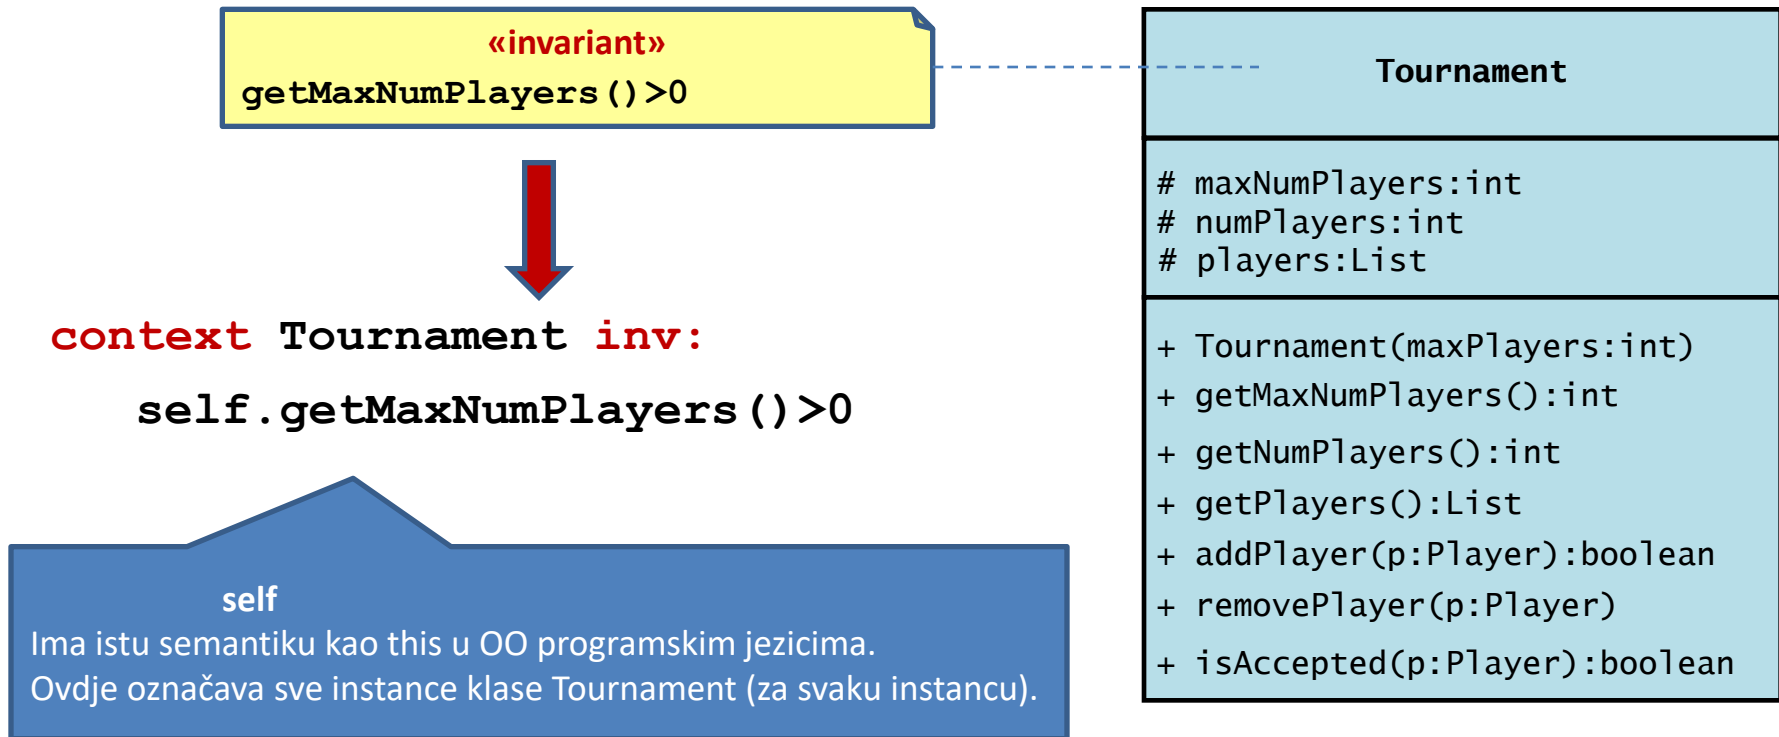 «invariant»
getMaxNumPlayers()>0
context Tournament inv:
self.getMaxNumPlayers()>0
self
Ima istu semantiku kao this u OO programskim jezicima.
Ovdje označava sve instance klase Tournament (za svaku instancu).
Tournament
# maxNumPlayers:int
# numPlayers:int
# players:List
+ Tournament(maxPlayers:int)
+ getMaxNumPlayers():int
+ getNumPlayers():int
+ getPlayers():List
+ addPlayer(p:Player):boolean
+ removePlayer(p:Player)
+ isAccepted(p:Player):boolean